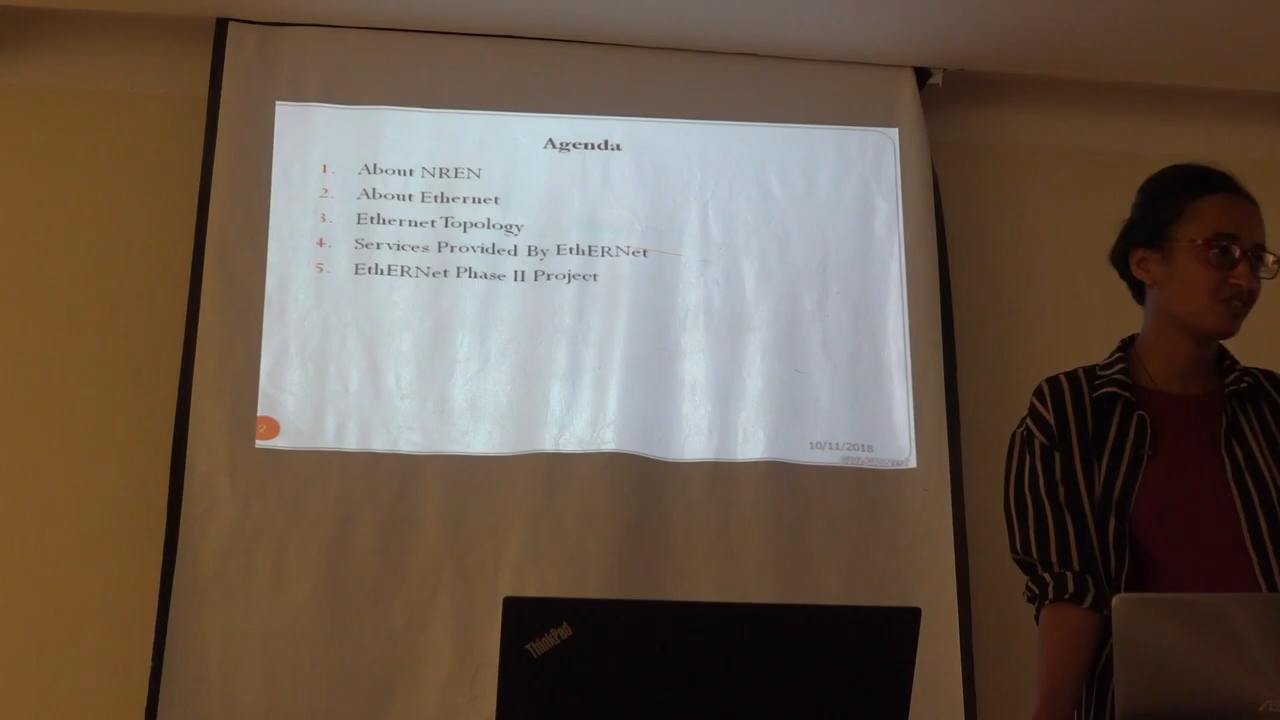 Agenda
1. About NREN
2. About Ethernet
3. Ethernet Topology
4. Services Provided By EthERNet
5. EthERNet Phase II Project
2
10/11/2018
ThinkPad